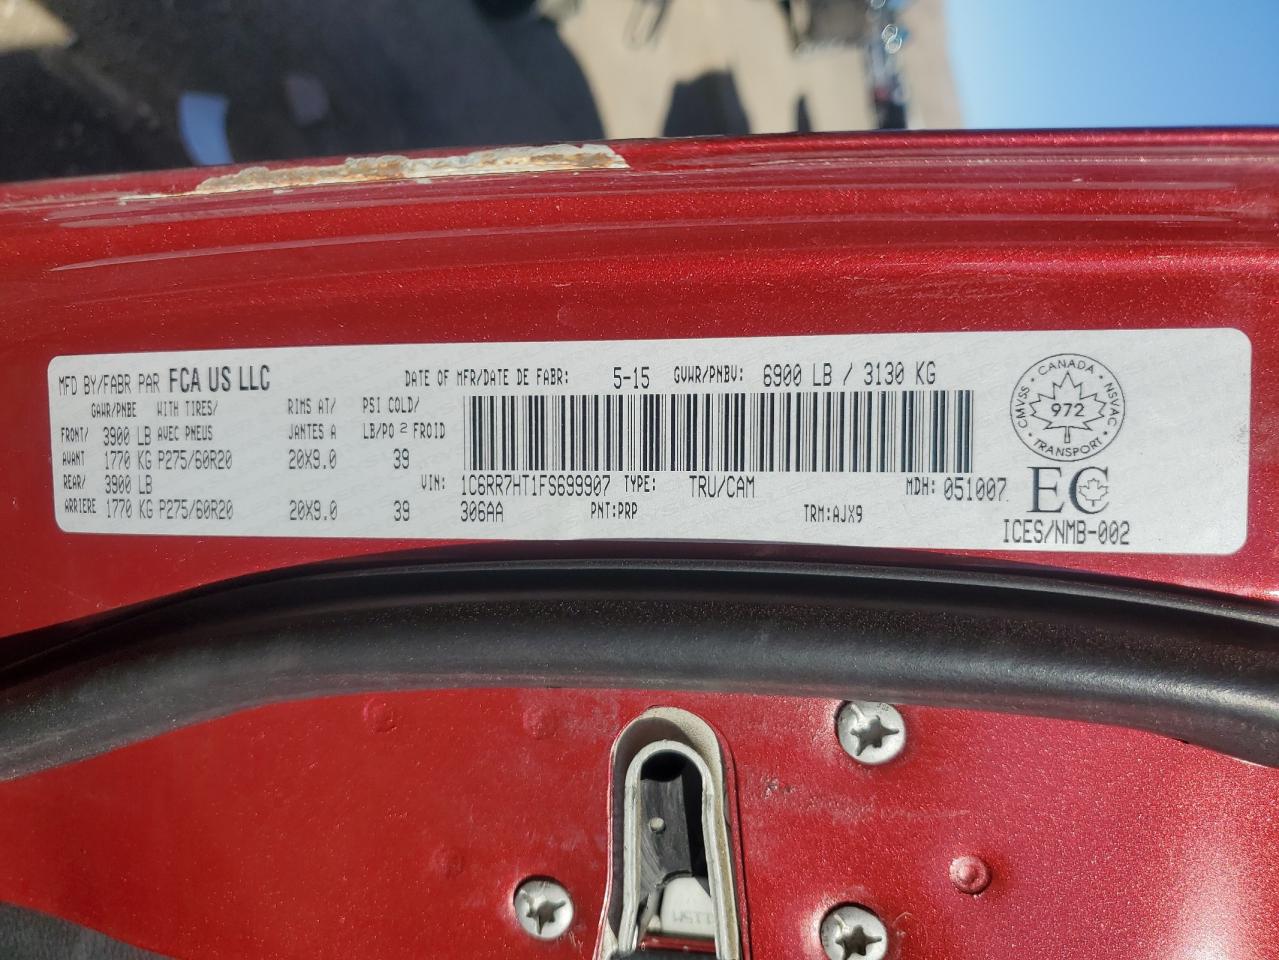 MFD BY/FABR PAR FCA US LLC DATE OF MFR/DATE DE FABR: 5-15 GVWR/PNBV: 6900 LB / 3130 KG
GAWR/PNBE WITH TIRES/ RIMS AT/ PSI COLD/
FRONT/ 3900 LB AVEC PNEUS JANTES A LB/PO 2 FROID
AVANT 1770 KG P275/60R20 20X9.0 39
REAR/ 3900 LB VIN: 1C6RR7HT1FS699907 TYPE: TRU/CAM MDH: 051007
ARRIERE 1770 KG P275/60R20 20X9.0 39 306AA PNT:PRP TRM:AJX9
CANADA
CMVSS 972 NSVAC
TRANSPORT
EC
ICES/NMB-002
WS11